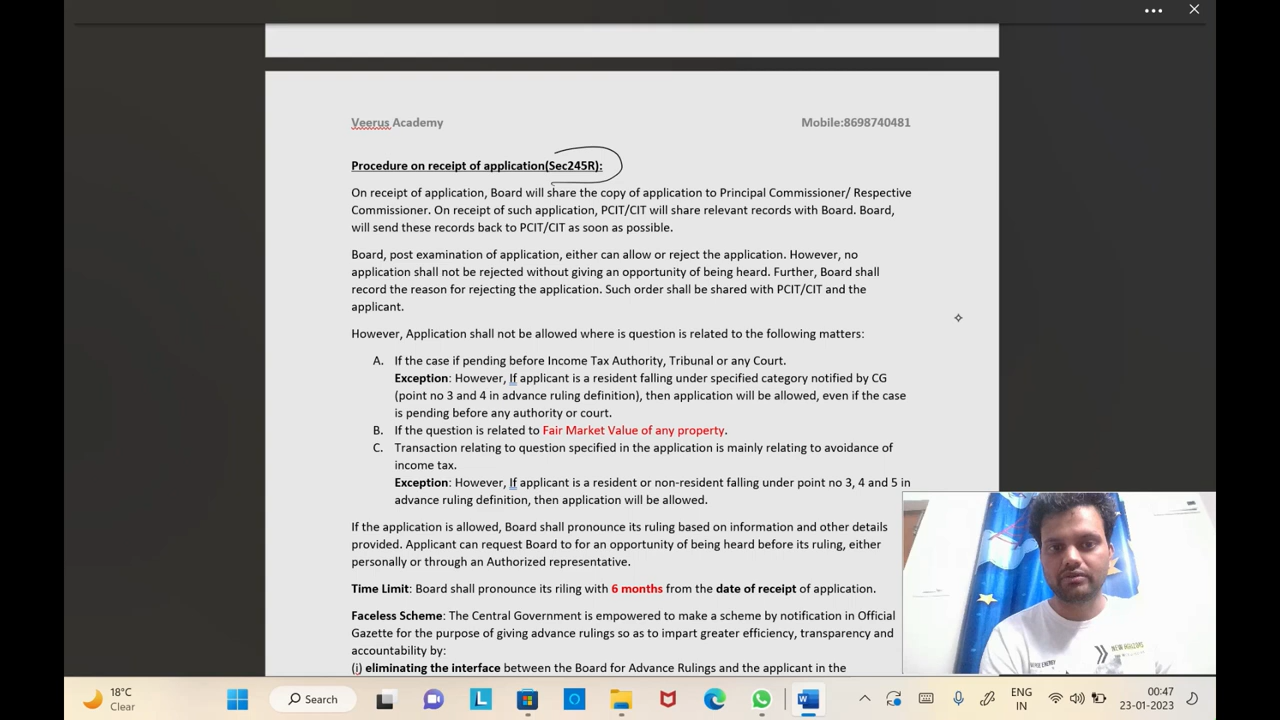 Veerus Academy
Mobile:8698740481
Procedure on receipt of application(Sec245R):
On receipt of application, Board will share the copy of application to Principal Commissioner/ Respective
Commissioner. On receipt of such application, PCIT/CIT will share relevant records with Board. Board,
will send these records back to PCIT/CIT as soon as possible.
Board, post examination of application, either can allow or reject the application. However, no
application shall not be rejected without giving an opportunity of being heard. Further, Board shall
record the reason for rejecting the application. Such order shall be shared with PCIT/CIT and the
applicant.
However, Application shall not be allowed where is question is related to the following matters:
A. If the case if pending before Income Tax Authority, Tribunal or any Court.
Exception: However, If applicant is a resident falling under specified category notified by CG
(point no 3 and 4 in advance ruling definition), then application will be allowed, even if the case
is pending before any authority or court.
B. If the question is related to Fair Market Value of any property.
C. Transaction relating to question specified in the application is mainly relating to avoidance of
income tax.
Exception: However, If applicant is a resident or non-resident falling under point no 3, 4 and 5 in
advance ruling definition, then application will be allowed.
If the application is allowed, Board shall pronounce its ruling based on information and other details
provided. Applicant can request Board to for an opportunity of being heard before its ruling, either
personally or through an Authorized representative.
Time Limit: Board shall pronounce its riling with 6 months from the date of receipt of application.
Faceless Scheme: The Central Government is empowered to make a scheme by notification in Official
Gazette for the purpose of giving advance rulings so as to impart greater efficiency, transparency and
accountability by:
(i) eliminating the interface between the Board for Advance Rulings and the applicant in the
NEW HORIZONS
18°C
Clear
Search
ENG
IN
00:47
23-01-2023